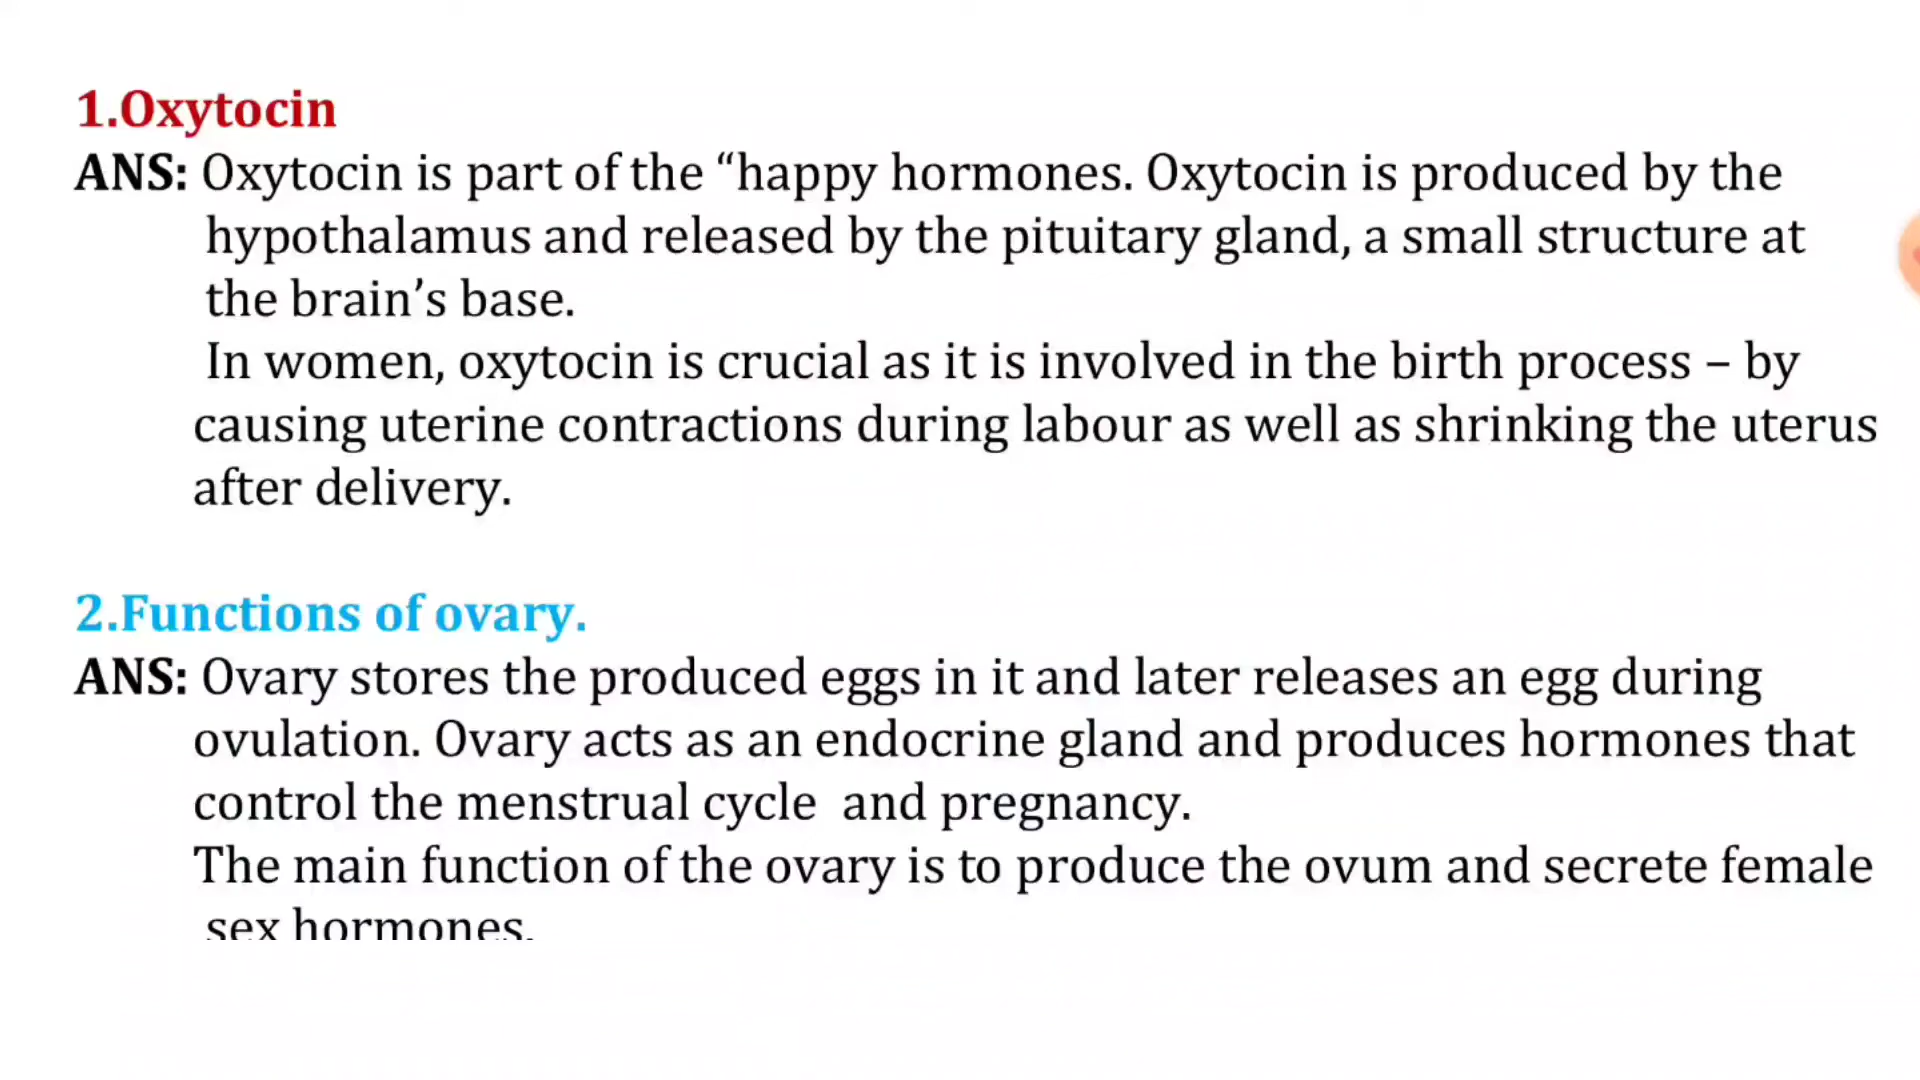 1.Oxytocin
ANS: Oxytocin is part of the “happy hormones. Oxytocin is produced by the
hypothalamus and released by the pituitary gland, a small structure at
the brain’s base.
In women, oxytocin is crucial as it is involved in the birth process – by
causing uterine contractions during labour as well as shrinking the uterus
after delivery.
2.Functions of ovary.
ANS: Ovary stores the produced eggs in it and later releases an egg during
ovulation. Ovary acts as an endocrine gland and produces hormones that
control the menstrual cycle  and pregnancy.
The main function of the ovary is to produce the ovum and secrete female
sex hormones.